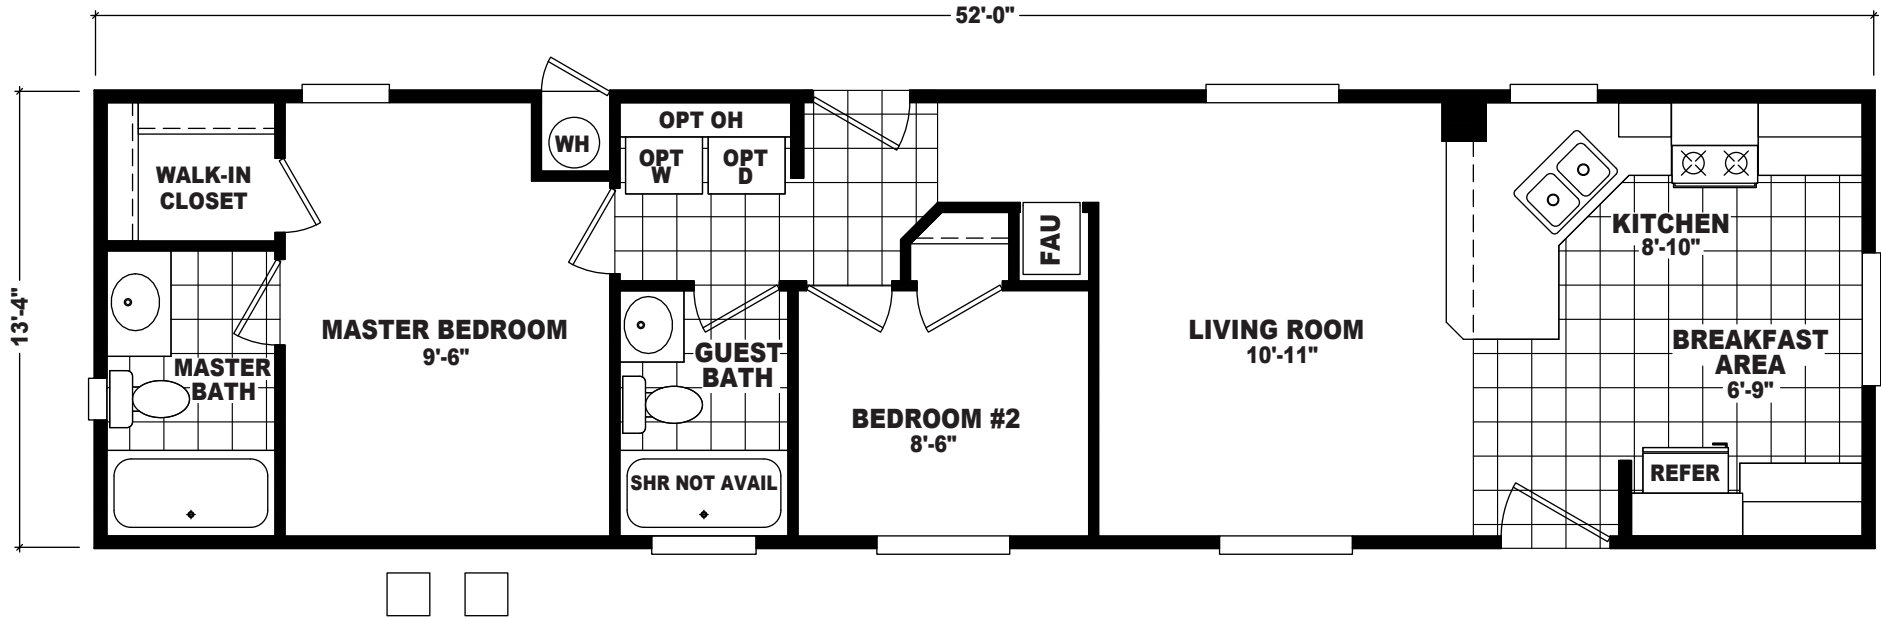 52'-0"
13'-4"
OPT OH
WH
OPT
W
OPT
D
WALK-IN
CLOSET
FAU
KITCHEN
8'-10"
MASTER BEDROOM
9'-6"
LIVING ROOM
10'-11"
BREAKFAST
AREA
6'-9"
GUEST
BATH
MASTER
BATH
BEDROOM #2
8'-6"
REFER
SHR NOT AVAIL